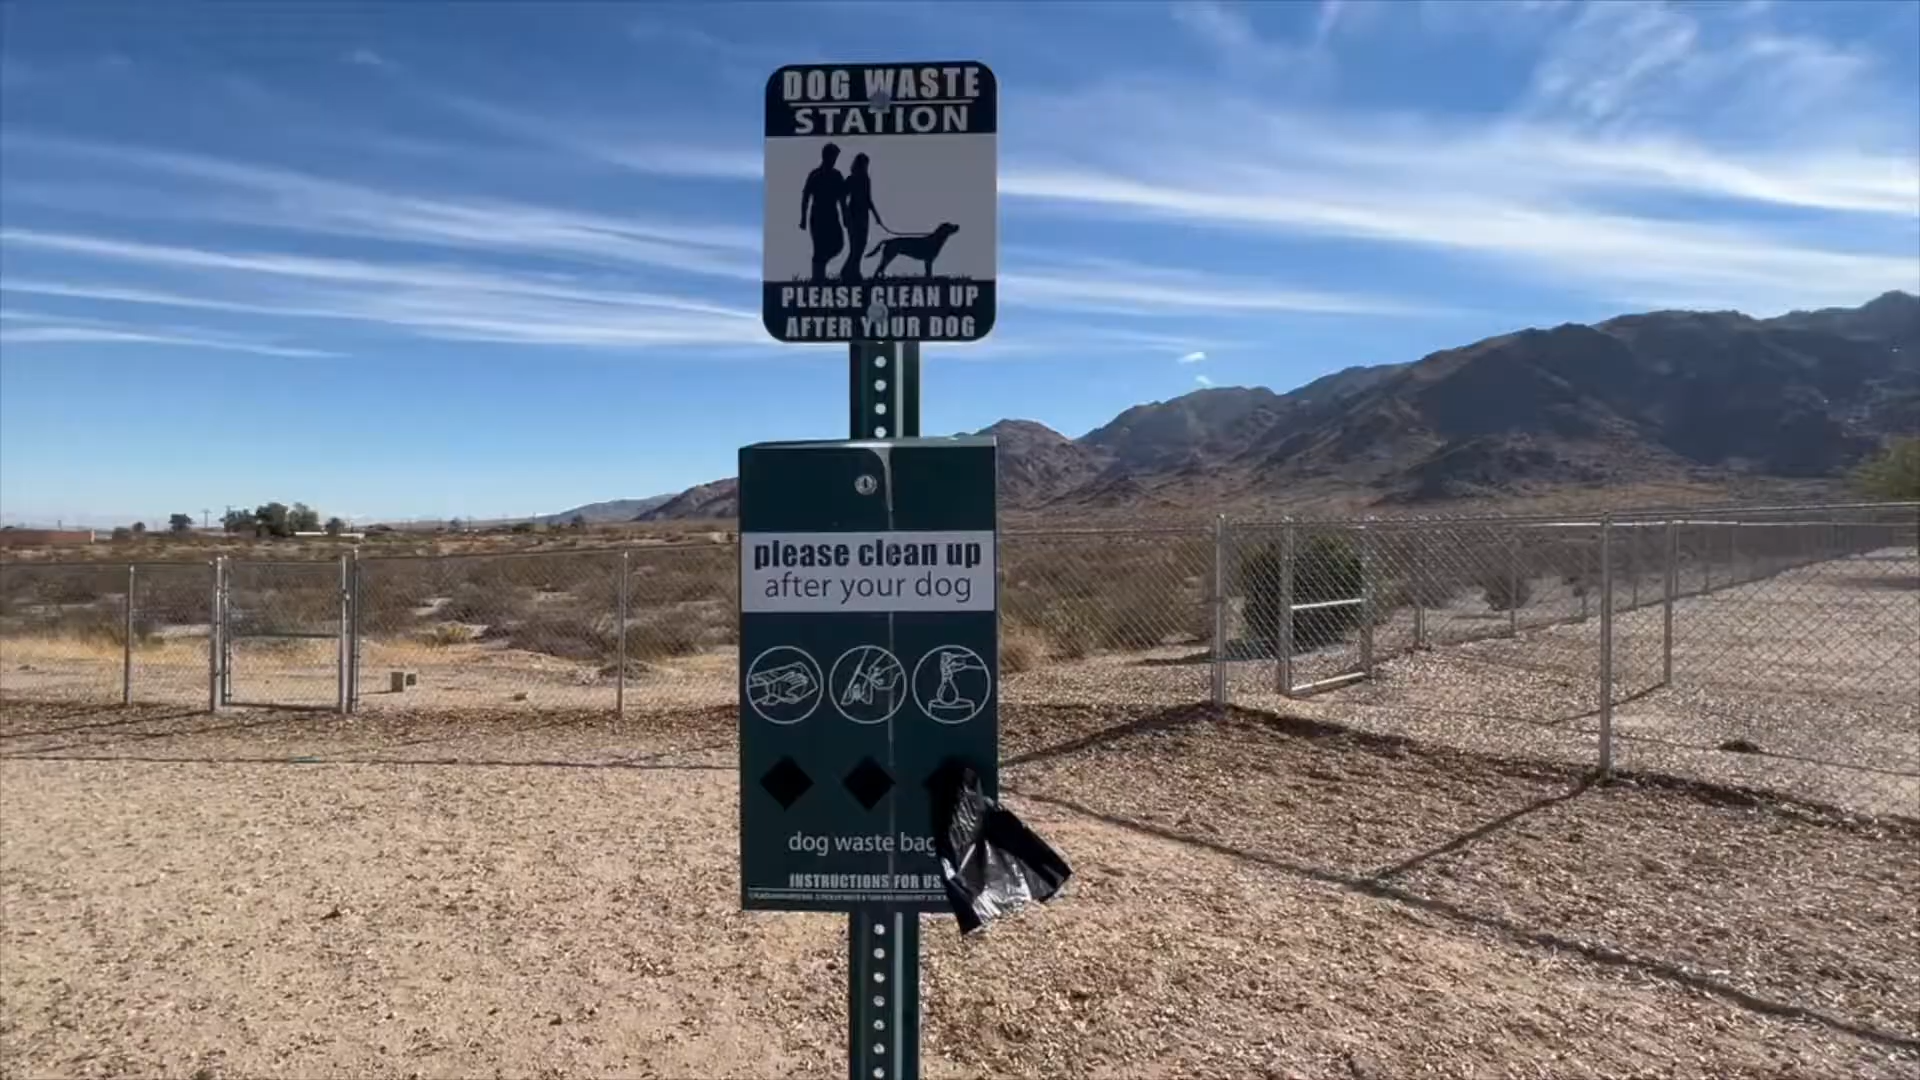 DOG WASTE
STATION
PLEASE CLEAN UP
AFTER YOUR DOG
please clean up
after your dog
dog waste bag
INSTRUCTIONS FOR US